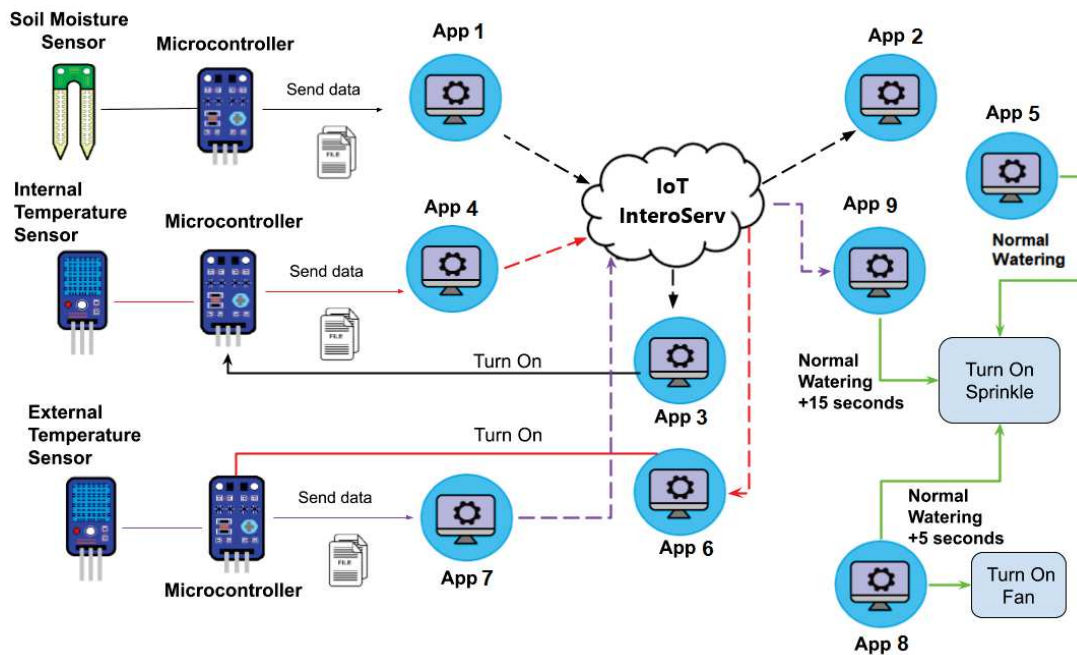 Soil Moisture
Sensor
Microcontroller
Send data
FILE
App 1
App 2
App 5
IoT
InteroServ
Internal
Temperature
Sensor
Microcontroller
Send data
FILE
App 4
App 9
Normal
Watering
Turn On
App 3
Normal
Watering
+15 seconds
Turn On
Sprinkle
External
Temperature
Sensor
Turn On
Microcontroller
Send data
FILE
App 7
App 6
Normal
Watering
+5 seconds
App 8
Turn On
Fan